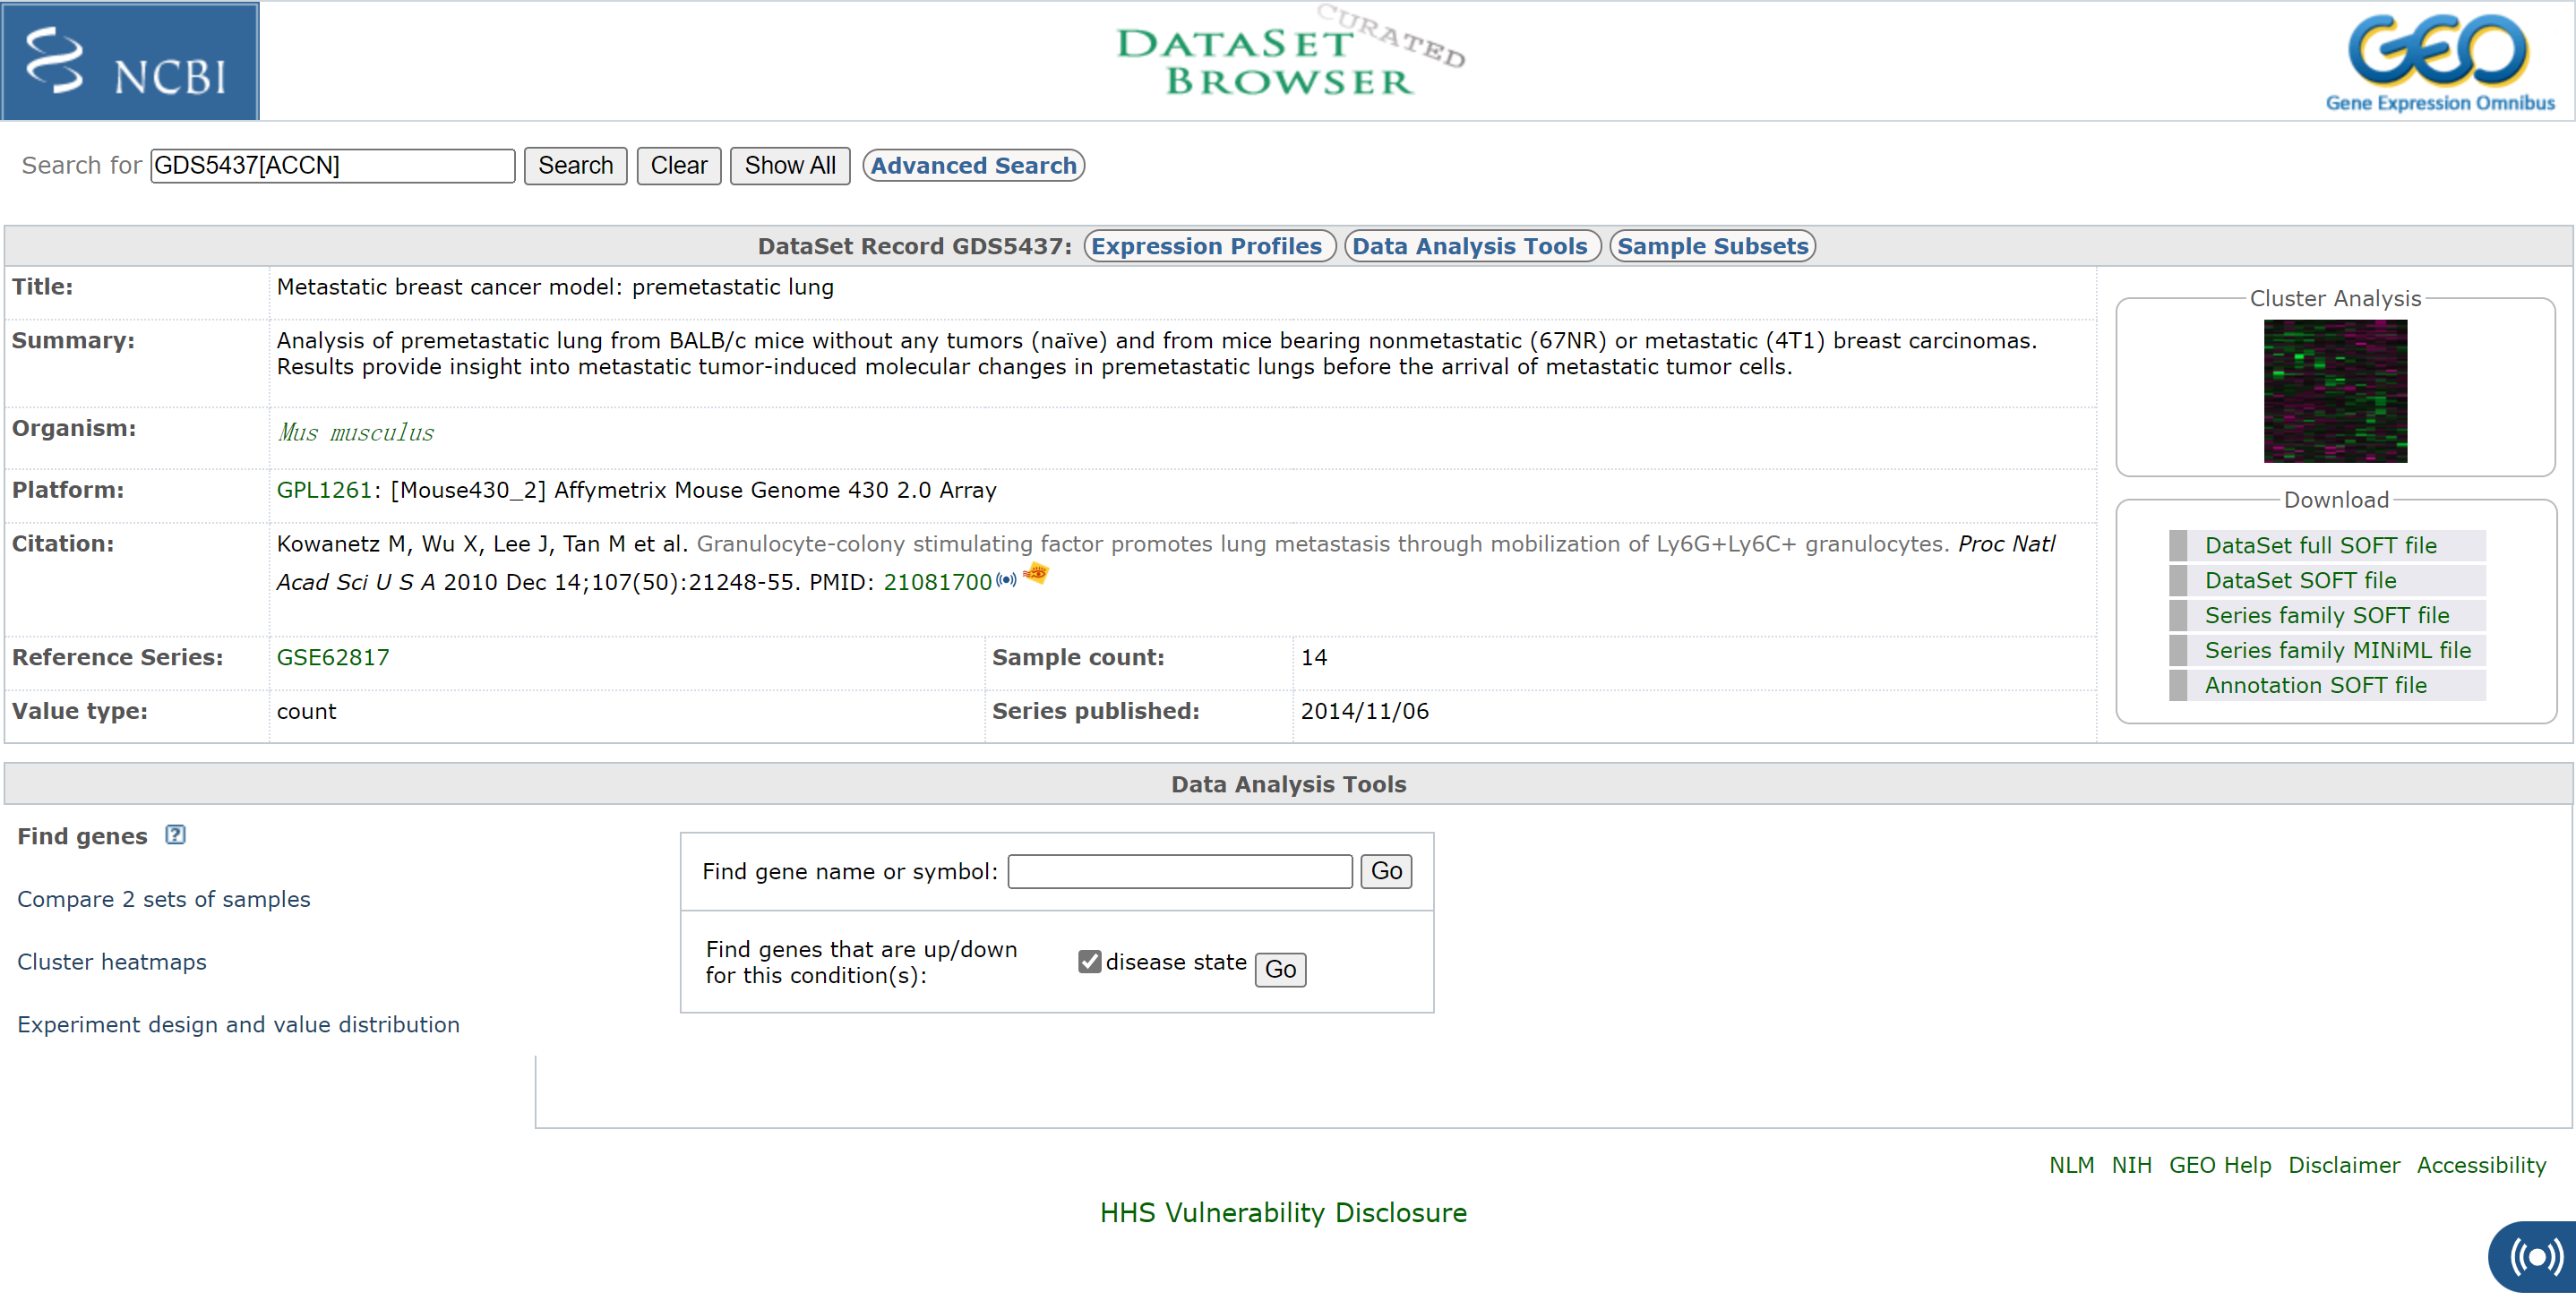 NCBI
CURATED
DATASET
BROWSER
GEO
Gene Expression Omnibus
Search for GDS5437[ACCN] Search Clear Show All Advanced Search
DataSet Record GDS5437: Expression Profiles Data Analysis Tools Sample Subsets
Title: Metastatic breast cancer model: premetastatic lung
Summary: Analysis of premetastatic lung from BALB/c mice without any tumors (naïve) and from mice bearing nonmetastatic (67NR) or metastatic (4T1) breast carcinomas.
Results provide insight into metastatic tumor-induced molecular changes in premetastatic lungs before the arrival of metastatic tumor cells.
Organism: Mus musculus
Platform: GPL1261: [Mouse430_2] Affymetrix Mouse Genome 430 2.0 Array
Citation: Kowanetz M, Wu X, Lee J, Tan M et al. Granulocyte-colony stimulating factor promotes lung metastasis through mobilization of Ly6G+Ly6C+ granulocytes. Proc Natl
Acad Sci U S A 2010 Dec 14;107(50):21248-55. PMID: 21081700
Reference Series: GSE62817 Sample count: 14
Value type: count Series published: 2014/11/06
Cluster Analysis
Download
DataSet full SOFT file
DataSet SOFT file
Series family SOFT file
Series family MINiML file
Annotation SOFT file
Data Analysis Tools
Find genes ?
Compare 2 sets of samples
Cluster heatmaps
Experiment design and value distribution
Find gene name or symbol: Go
Find genes that are up/down
for this condition(s): disease state Go
NLM NIH GEO Help Disclaimer Accessibility
HHS Vulnerability Disclosure